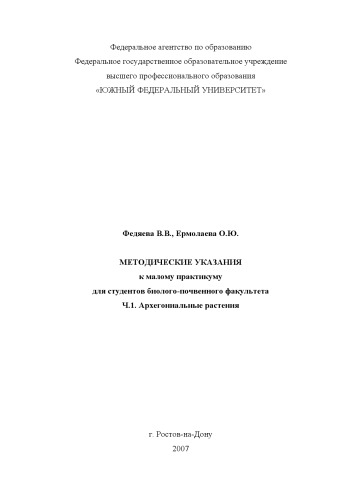 Федеральное агентство по образованию
Федеральное государственное образовательное учреждение
высшего профессионального образования
«ЮЖНЫЙ ФЕДЕРАЛЬНЫЙ УНИВЕРСИТЕТ»
Федяева В.В., Ермолаева О.Ю.
МЕТОДИЧЕСКИЕ УКАЗАНИЯ
к малому практикуму
для студентов биолого-почвенного факультета
Ч.1. Архегониальные растения
г. Ростов-на-Дону
2007